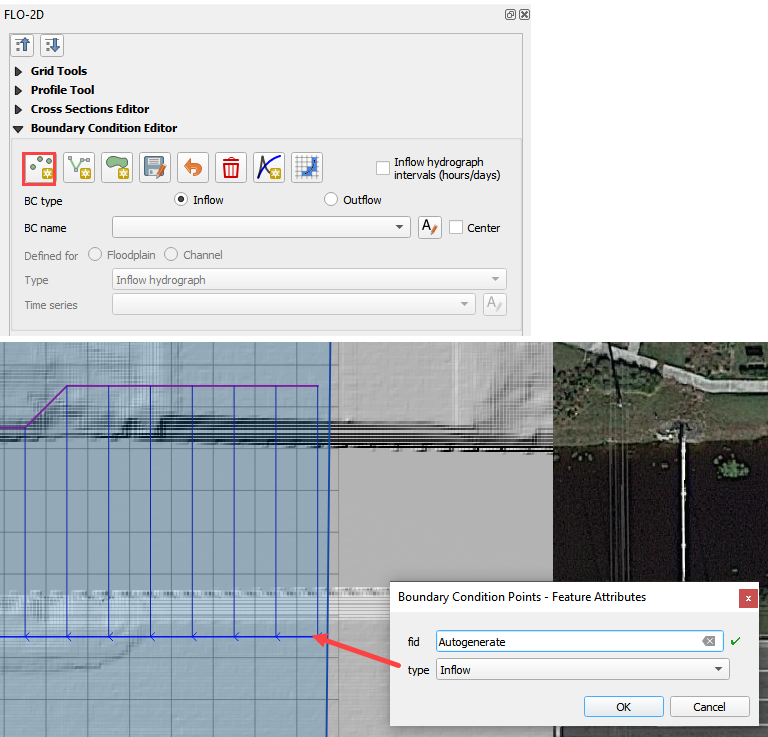 FLO-2D
Grid Tools
Profile Tool
Cross Sections Editor
Boundary Condition Editor
Inflow hydrograph
intervals (hours/days)
BC type Inflow Outflow
BC name Center
Defined for Floodplain Channel
Type Inflow hydrograph
Time series
Boundary Condition Points - Feature Attributes
fid Autogenerate
type Inflow
OK Cancel